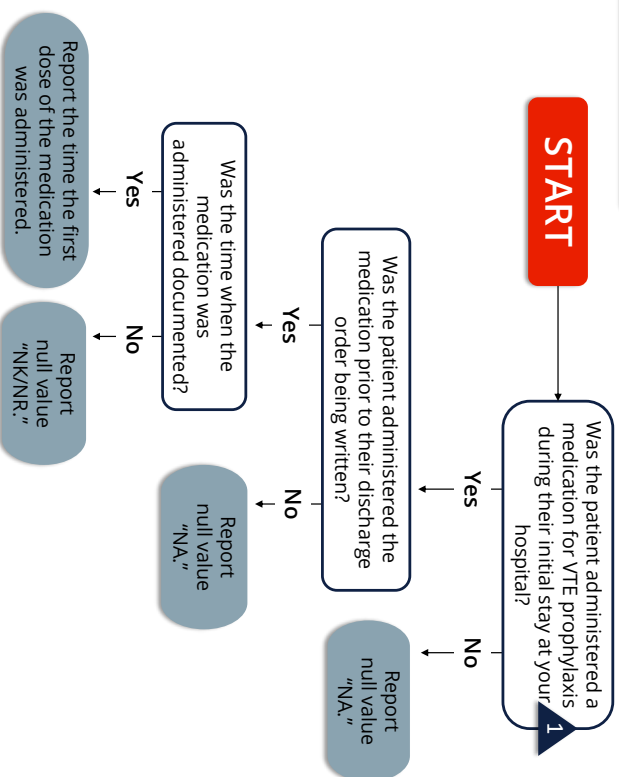 START
Was the patient administered a
medication for VTE prophylaxis
during their initial stay at your
hospital?
1
Yes
No
Was the patient administered the
medication prior to their discharge
order being written?
Report
null value
“NA.”
Yes
No
Was the time when the
medication was
administered documented?
Report
null value
“NA.”
Yes
No
Report the time the first
dose of the medication
was administered.
Report
null value
“NK/NR.”